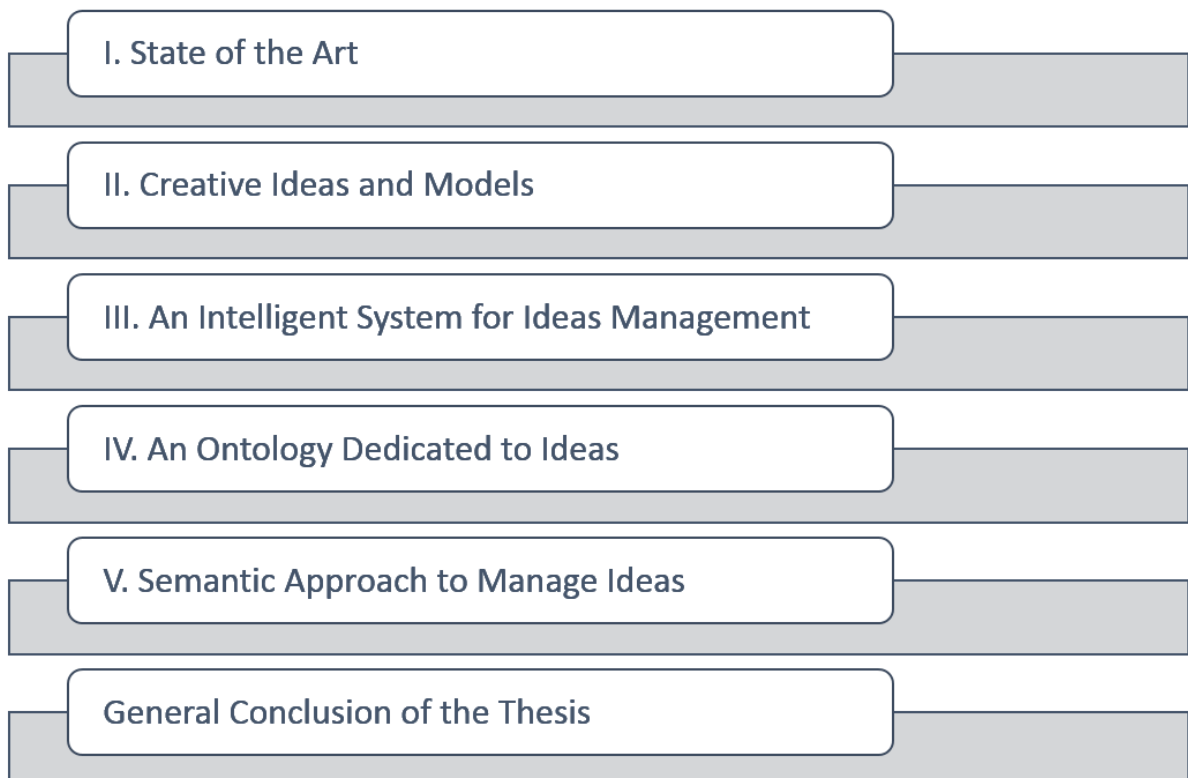 I. State of the Art
II. Creative Ideas and Models
III. An Intelligent System for Ideas Management
IV. An Ontology Dedicated to Ideas
V. Semantic Approach to Manage Ideas
General Conclusion of the Thesis